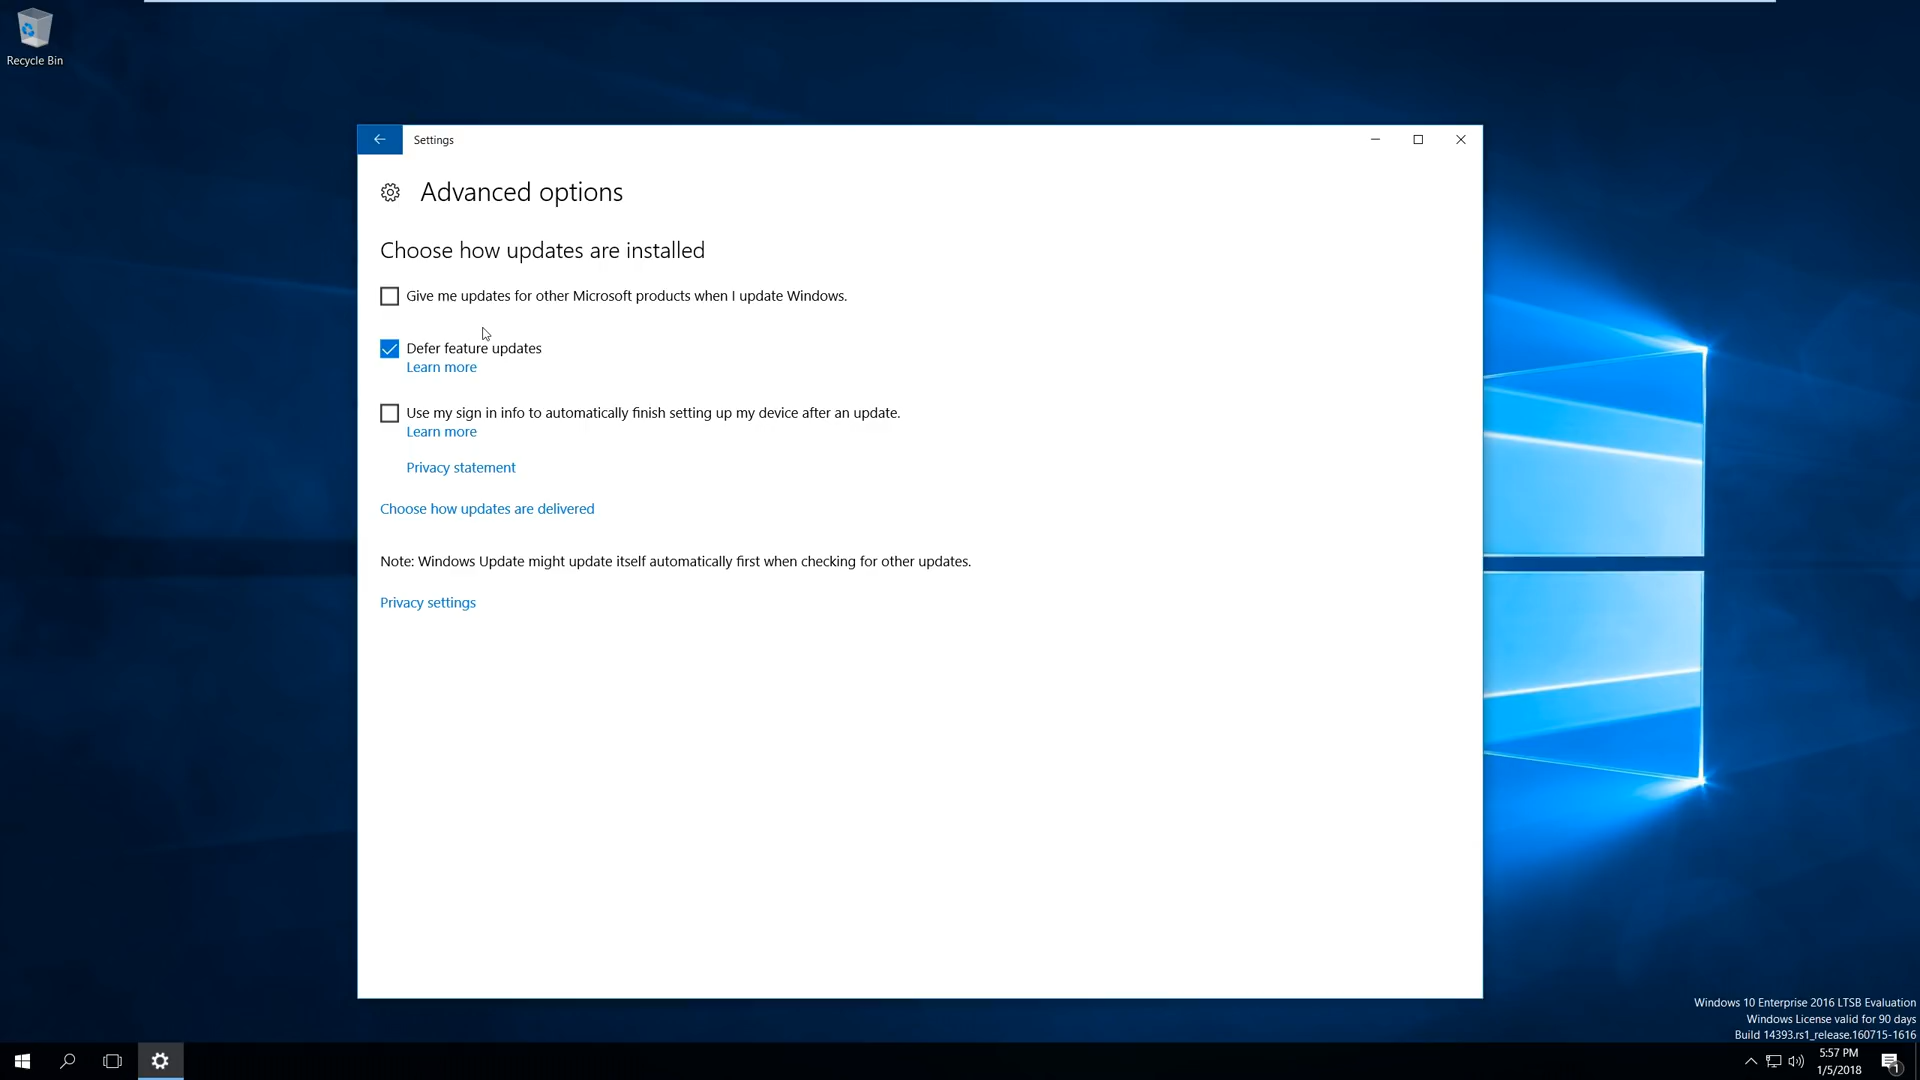 Recycle Bin
Settings
Advanced options
Choose how updates are installed
Give me updates for other Microsoft products when I update Windows.
Defer feature updates
Learn more
Use my sign in info to automatically finish setting up my device after an update.
Learn more
Privacy statement
Choose how updates are delivered
Note: Windows Update might update itself automatically first when checking for other updates.
Privacy settings
Windows 10 Enterprise 2016 LTSB Evaluation
Windows License valid for 90 days
Build 14393.rs1_release.160715-1616
5:57 PM
1/5/2018
1